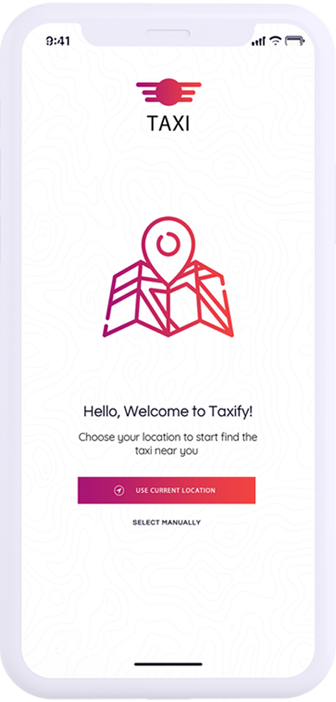 9:41
TAXI
Hello, Welcome to Taxify!
Choose your location to start find the
taxi near you
USE CURRENT LOCATION
SELECT MANUALLY